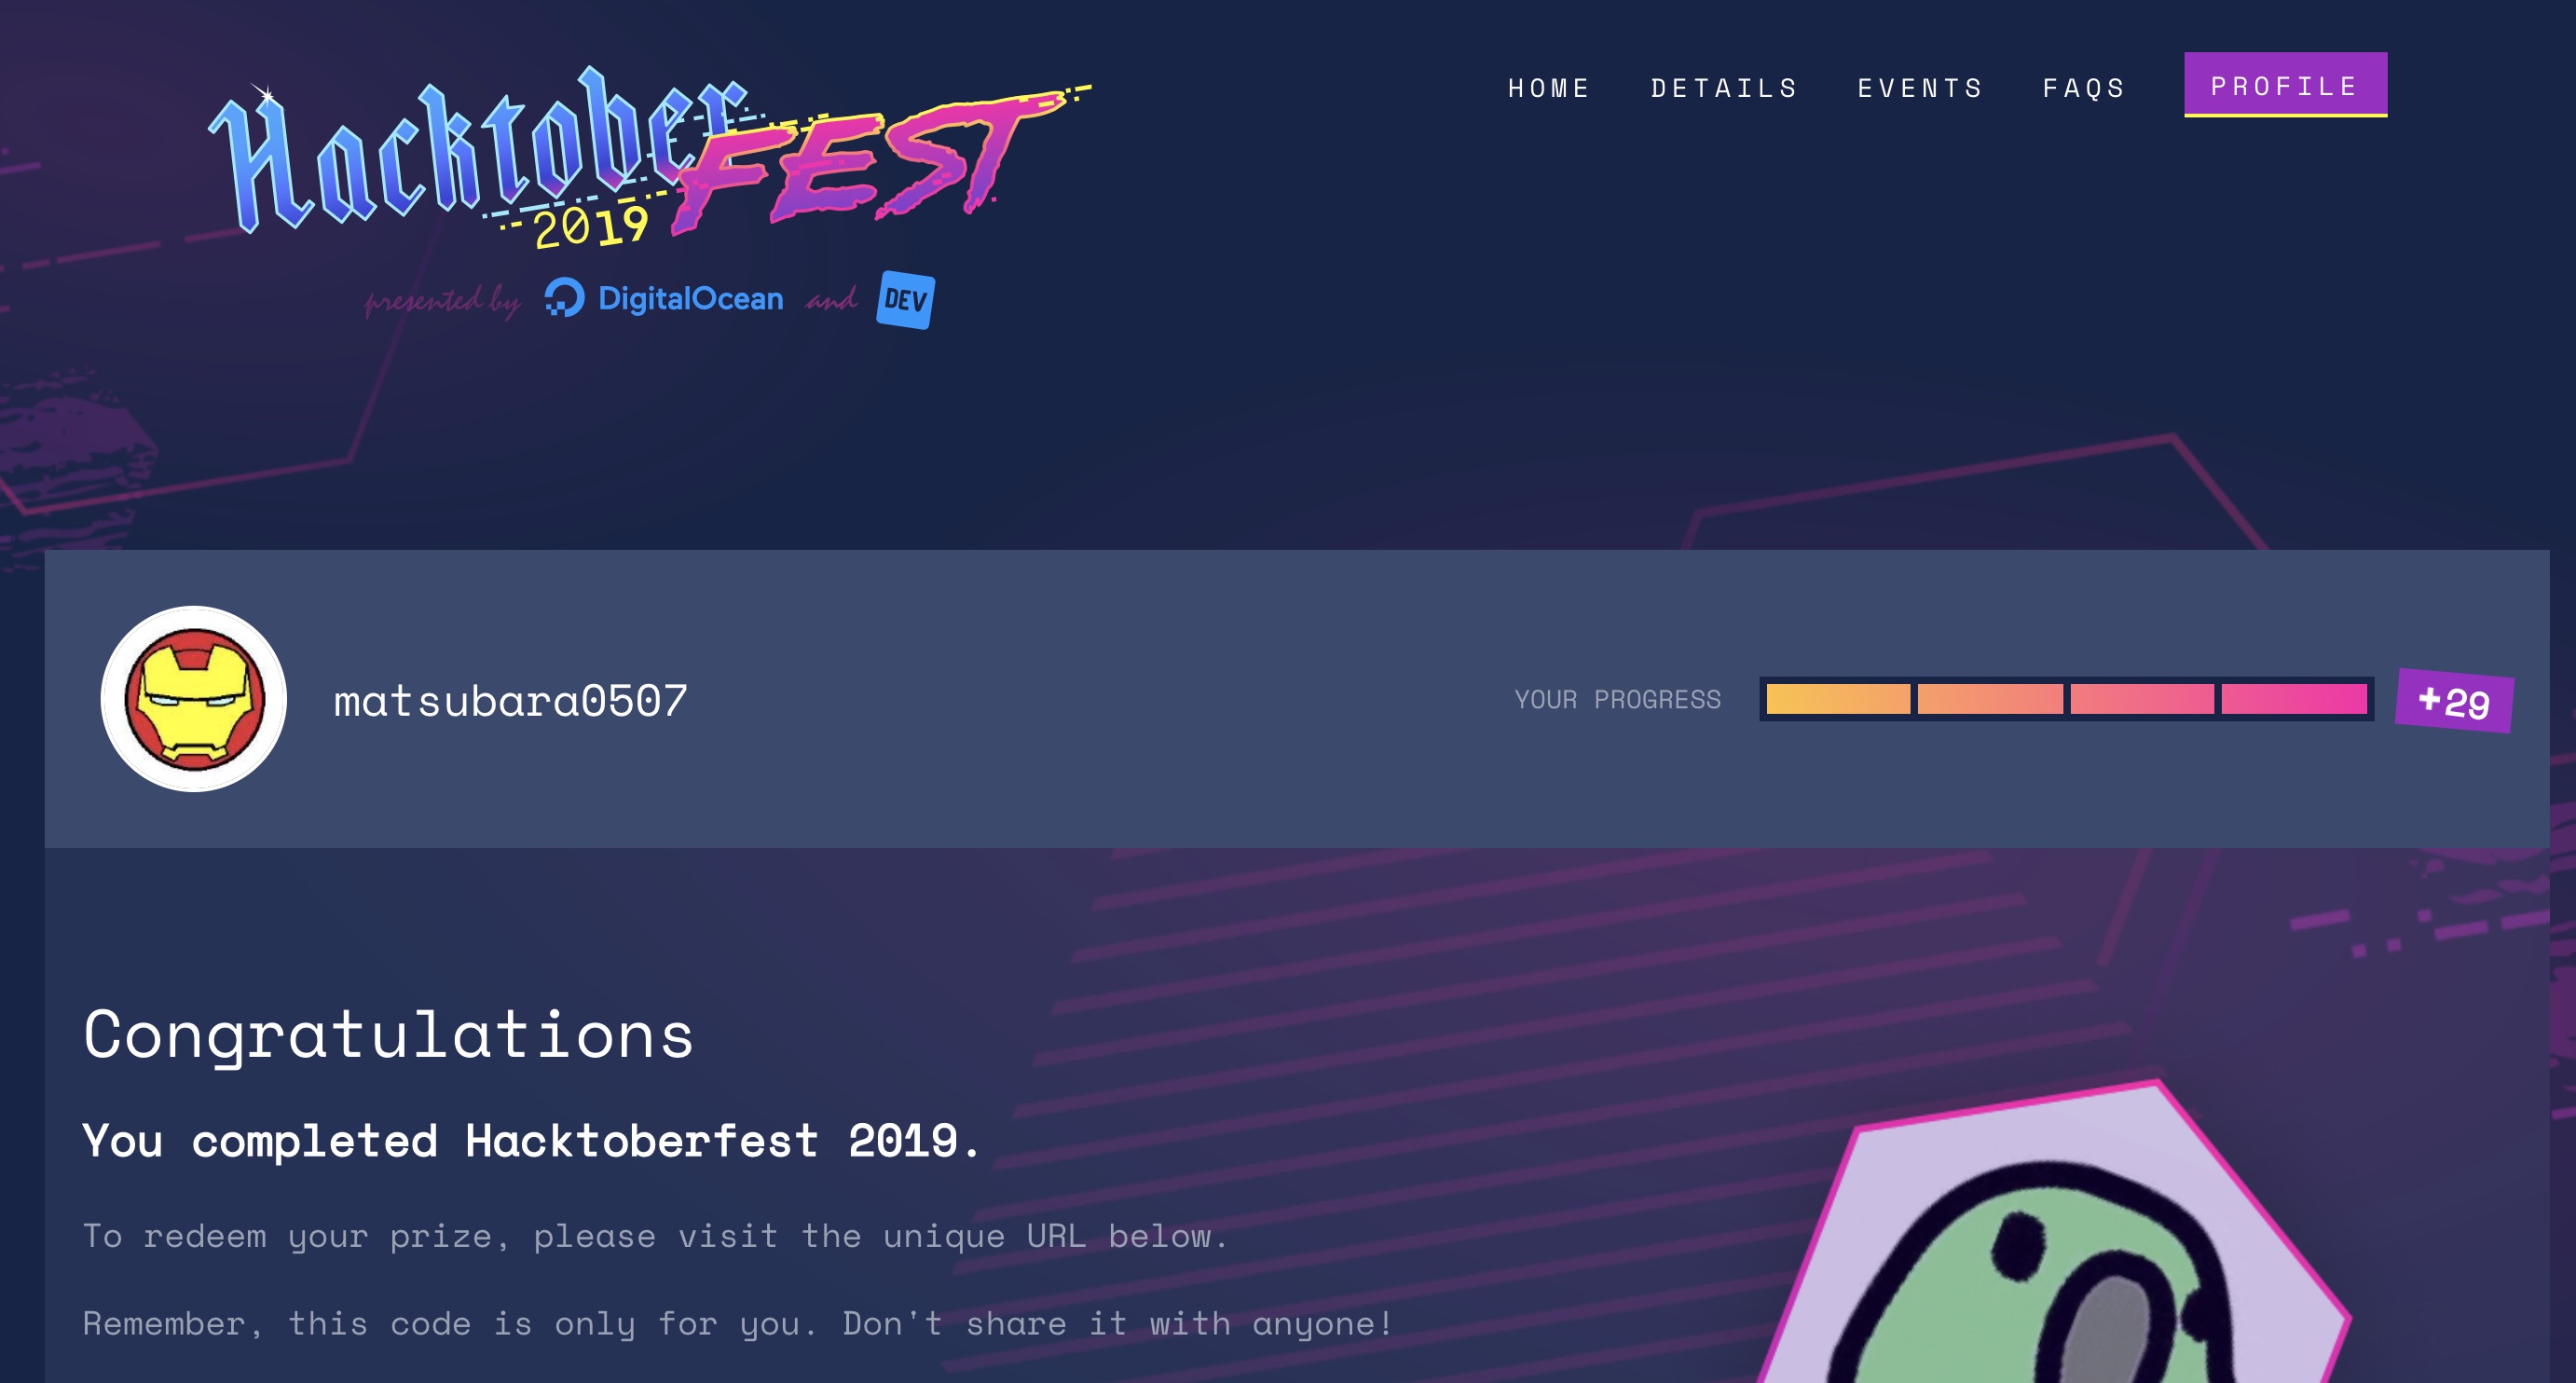 Hacktober FEST
2019
presented by DigitalOcean and DEV
HOME DETAILS EVENTS FAQS PROFILE
matsubara0507
YOUR PROGRESS +29
Congratulations
You completed Hacktoberfest 2019.
To redeem your prize, please visit the unique URL below.
Remember, this code is only for you. Don't share it with anyone!